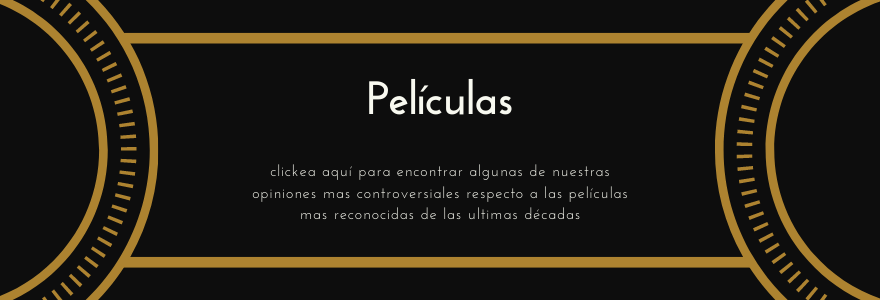 Películas
clickea aquí para encontrar algunas de nuestras
opiniones mas controversiales respecto a las películas
mas reconocidas de las ultimas décadas